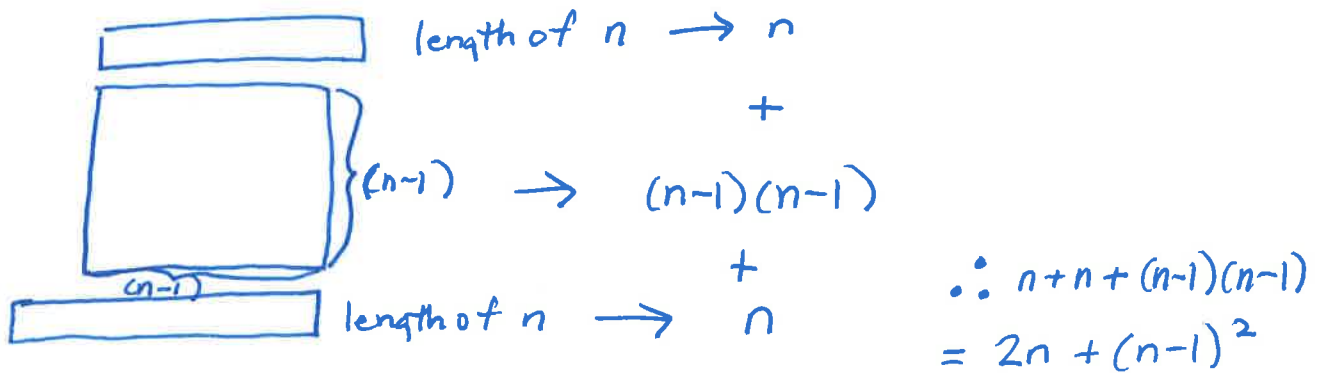 length of n → n
+
(n-1) → (n-1)(n-1)
(n-1)
+
length of n → n
∴ n+n+(n-1)(n-1)
= 2n + (n-1)²